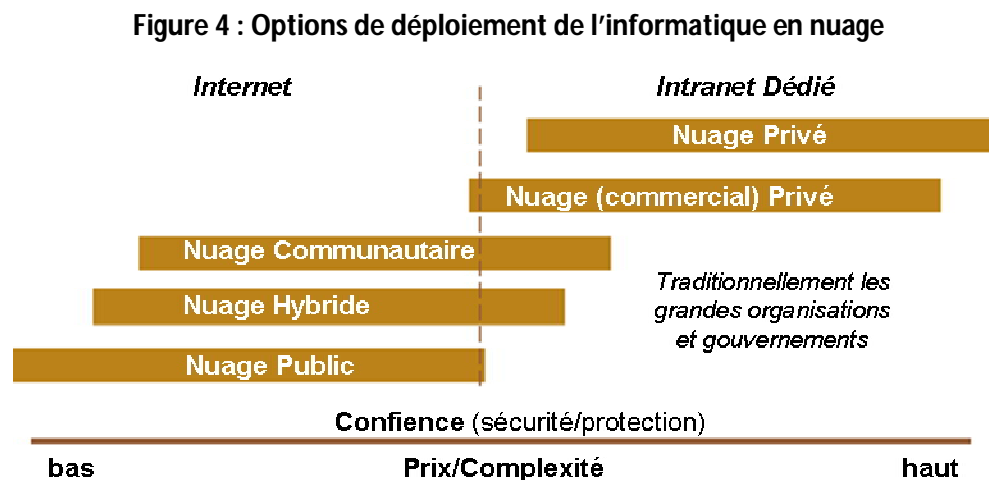 Figure 4 : Options de déploiement de l'informatique en nuage
Internet
Intranet Dédié
Nuage Privé
Nuage (commercial) Privé
Nuage Communautaire
Nuage Hybride
Nuage Public
Traditionnellement les
grandes organisations
et gouvernements
Confience (sécurité/protection)
bas
Prix/Complexité
haut